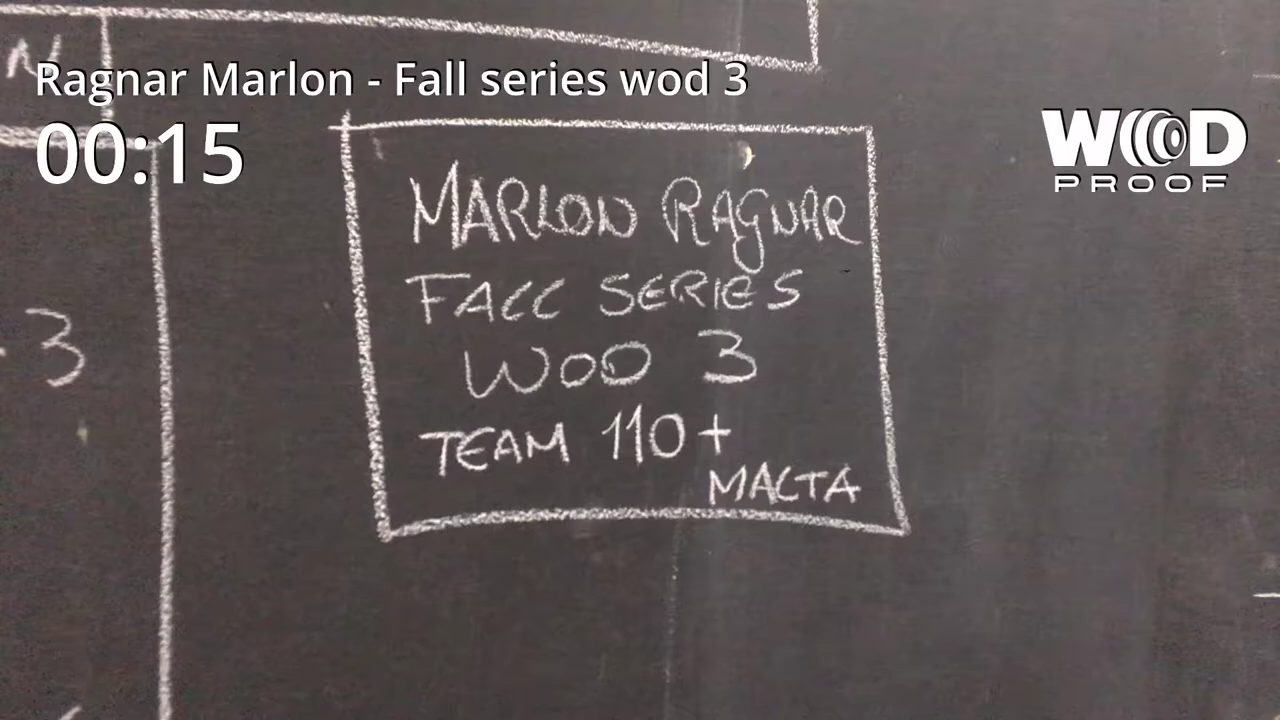 Ragnar Marlon - Fall series wod 3
00:15
WOD
PROOF
N
3
MARLON RAGNAR
FALL SERIES
WOD 3
TEAM 110+
MALTA